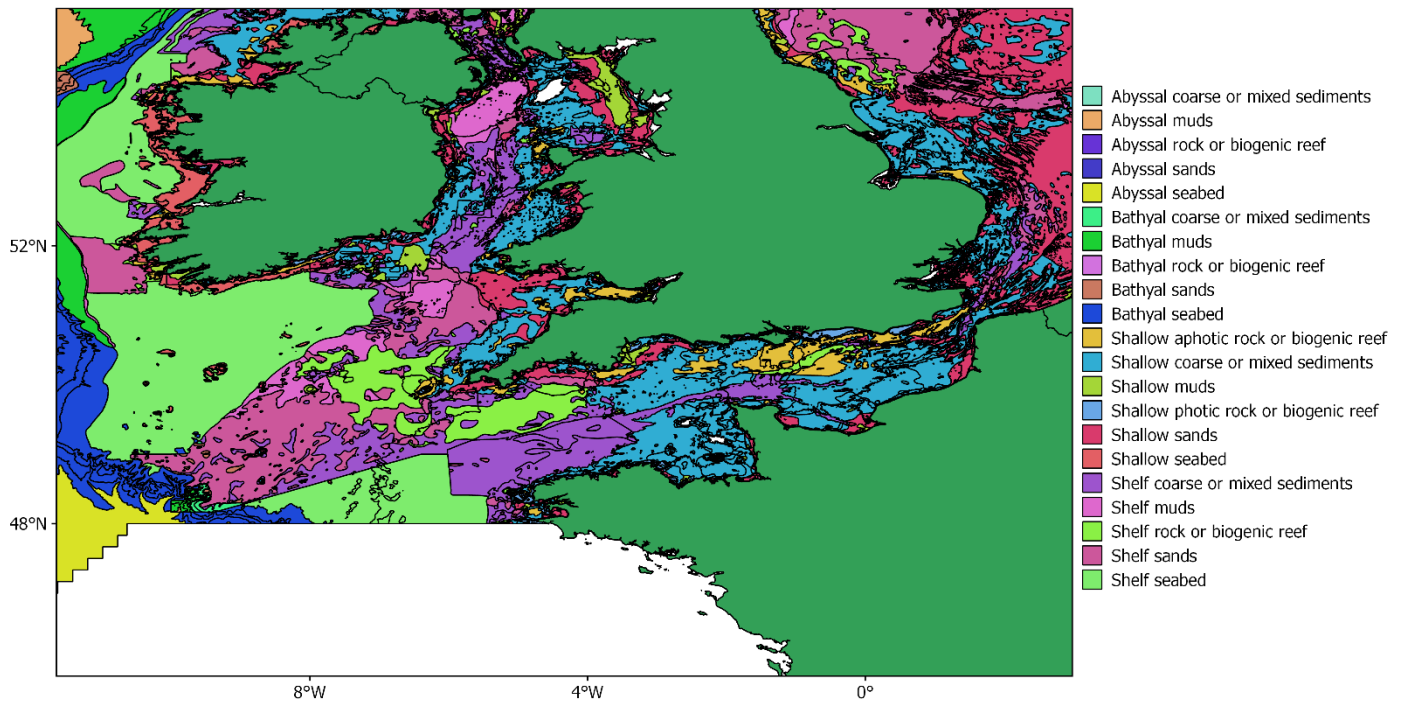 Abyssal coarse or mixed sediments
Abyssal muds
Abyssal rock or biogenic reef
Abyssal sands
Abyssal seabed
Bathyal coarse or mixed sediments
Bathyal muds
Bathyal rock or biogenic reef
Bathyal sands
Bathyal seabed
Shallow aphotic rock or biogenic reef
Shallow coarse or mixed sediments
Shallow muds
Shallow photic rock or biogenic reef
Shallow sands
Shallow seabed
Shelf coarse or mixed sediments
Shelf muds
Shelf rock or biogenic reef
Shelf sands
Shelf seabed
52°N
48°N
8°W
4°W
0°